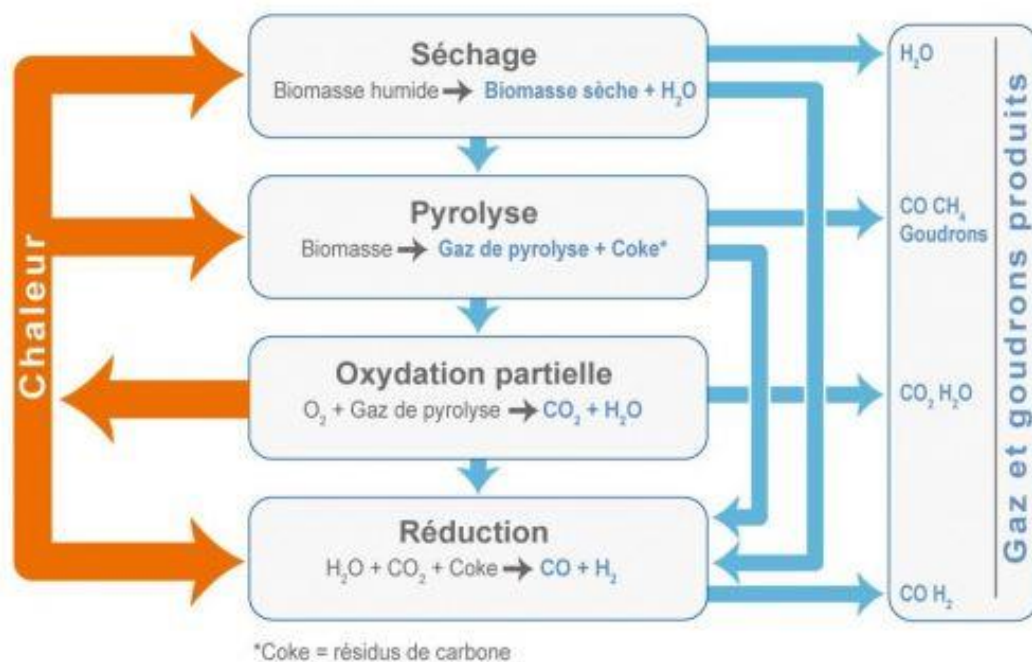 Chaleur
Séchage
Biomasse humide → Biomasse sèche + H₂O
Pyrolyse
Biomasse → Gaz de pyrolyse + Coke*
Oxydation partielle
O₂ + Gaz de pyrolyse → CO₂ + H₂O
Réduction
H₂O + CO₂ + Coke → CO + H₂
H₂O
CO CH₄
Goudrons
CO₂ H₂O
CO H₂
Gaz et goudrons produits
*Coke = résidus de carbone